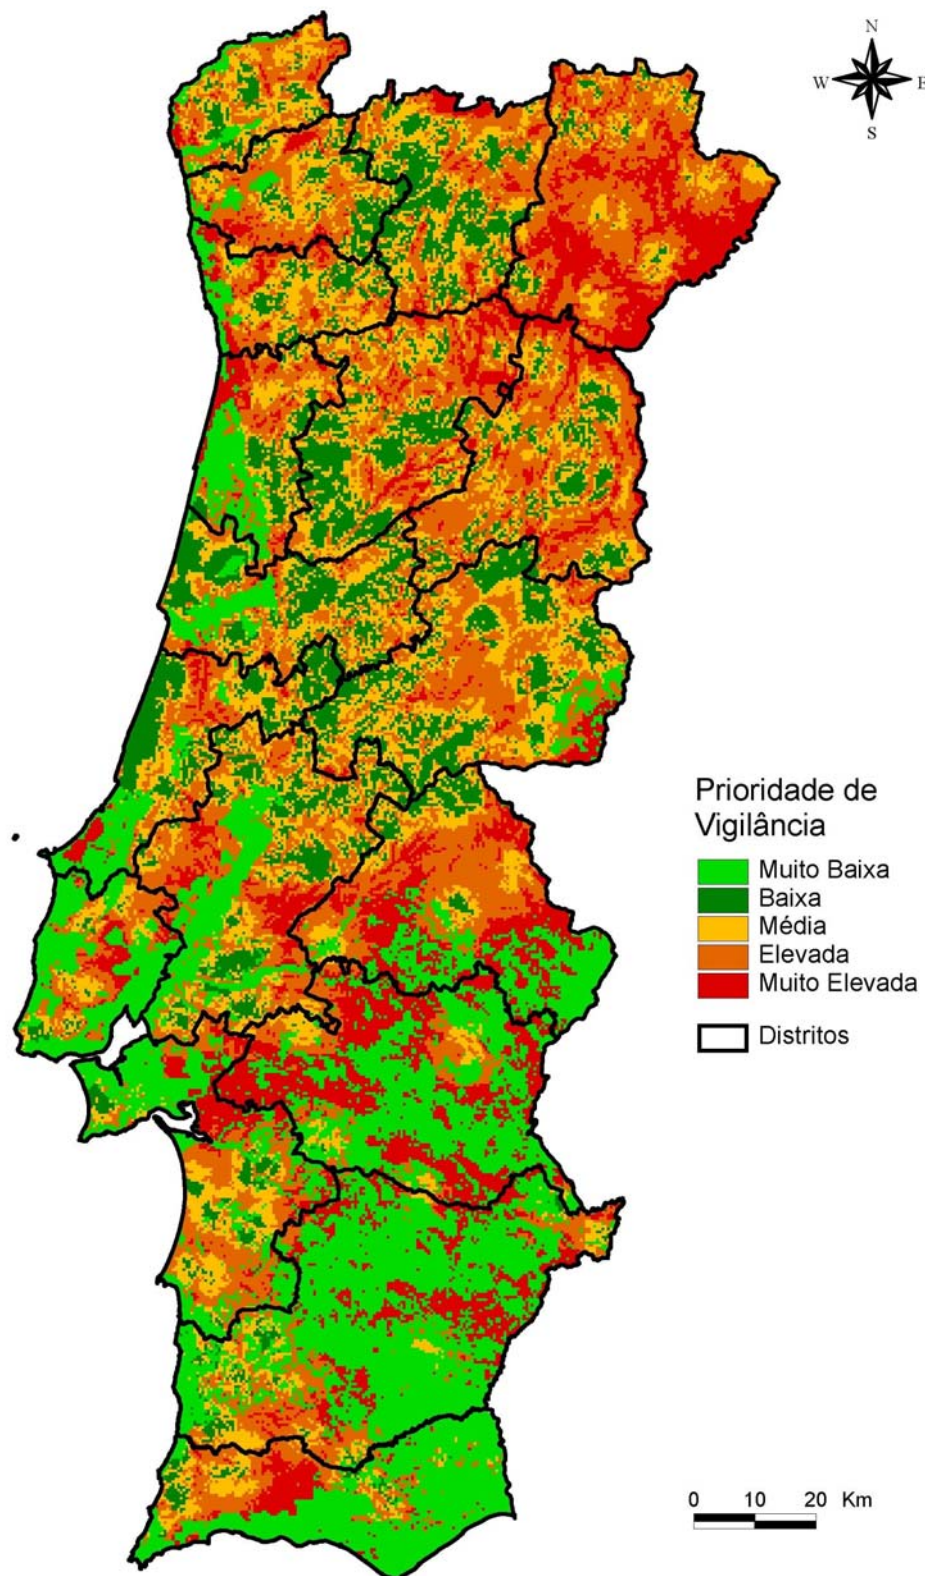 N
W E
S
Prioridade de
Vigilância
Muito Baixa
Baixa
Média
Elevada
Muito Elevada
Distritos
0 10 20 Km